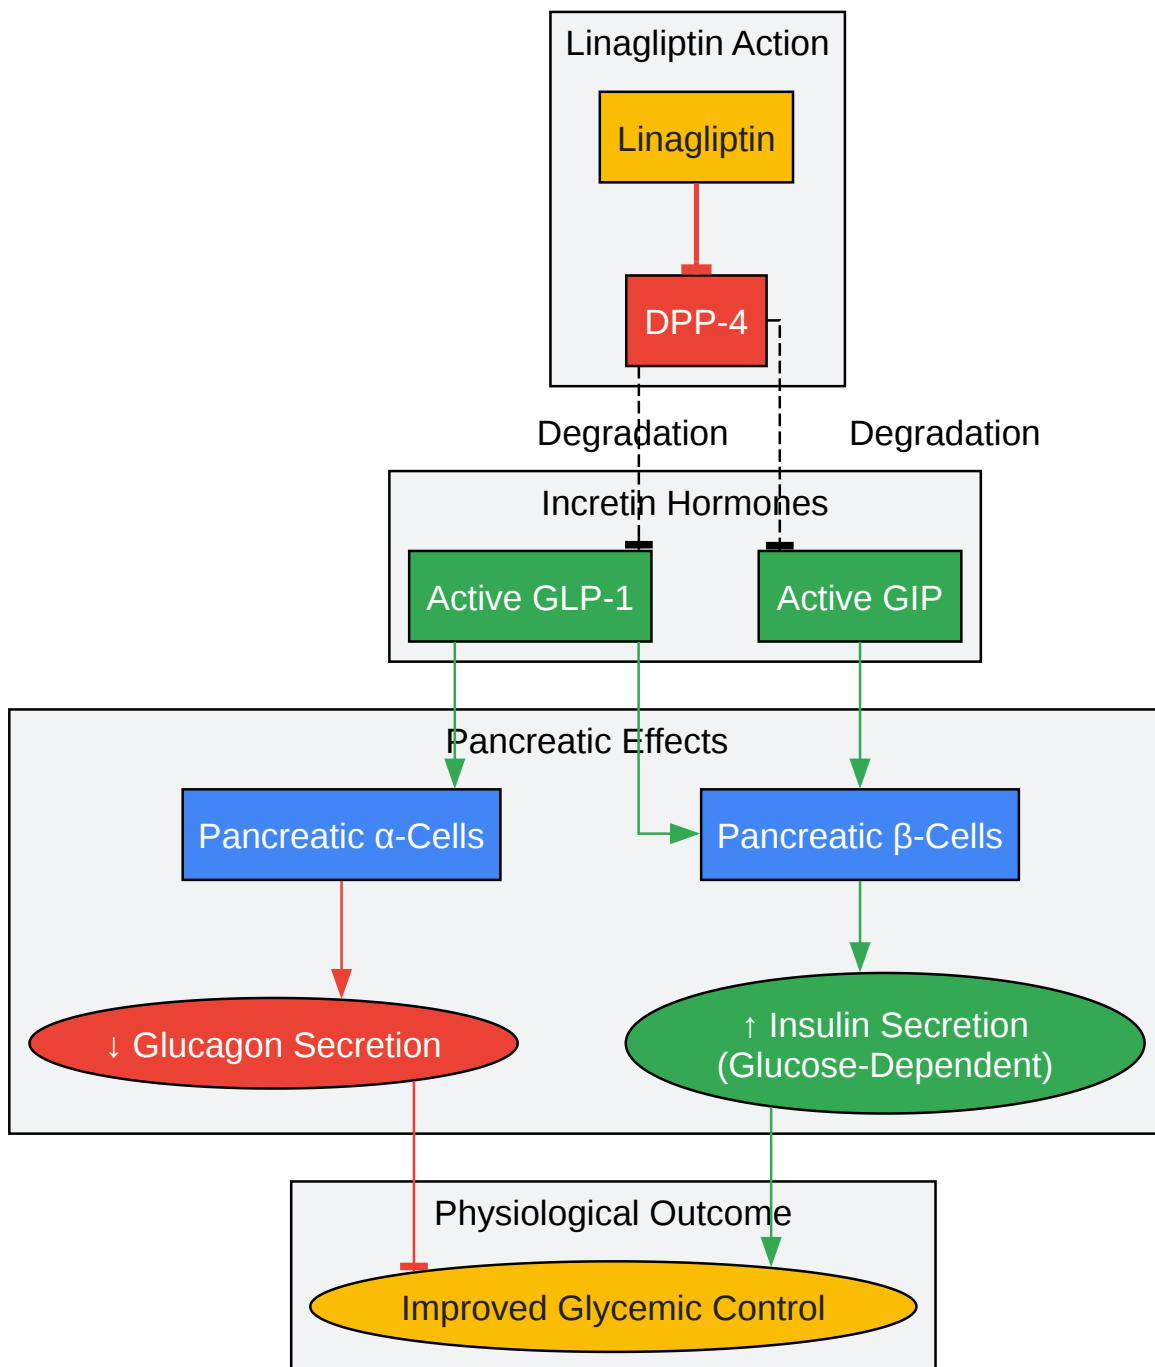 Linagliptin Action
Linagliptin
DPP-4
Degradation
Degradation
Incretin Hormones
Active GLP-1
Active GIP
Pancreatic Effects
Pancreatic α-Cells
Pancreatic β-Cells
↓ Glucagon Secretion
↑ Insulin Secretion
(Glucose-Dependent)
Physiological Outcome
Improved Glycemic Control